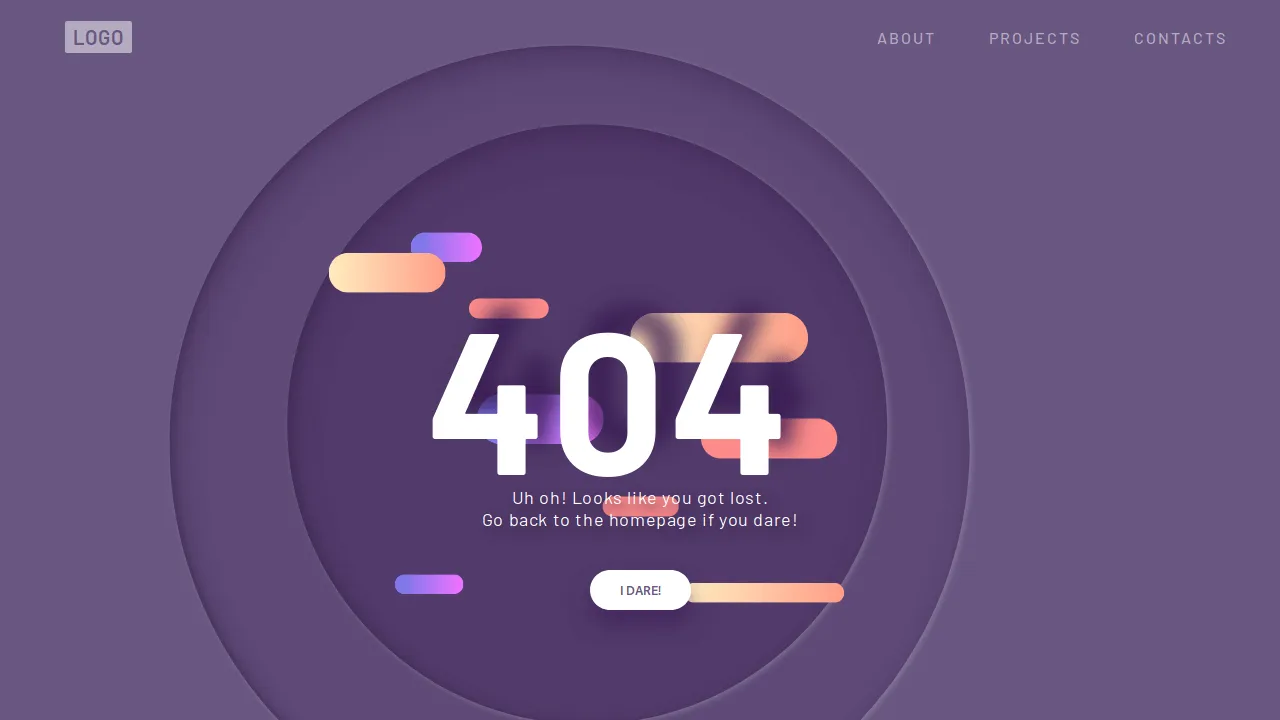 LOGO
ABOUT PROJECTS CONTACTS
404
Uh oh! Looks like you got lost.
Go back to the homepage if you dare!
I DARE!